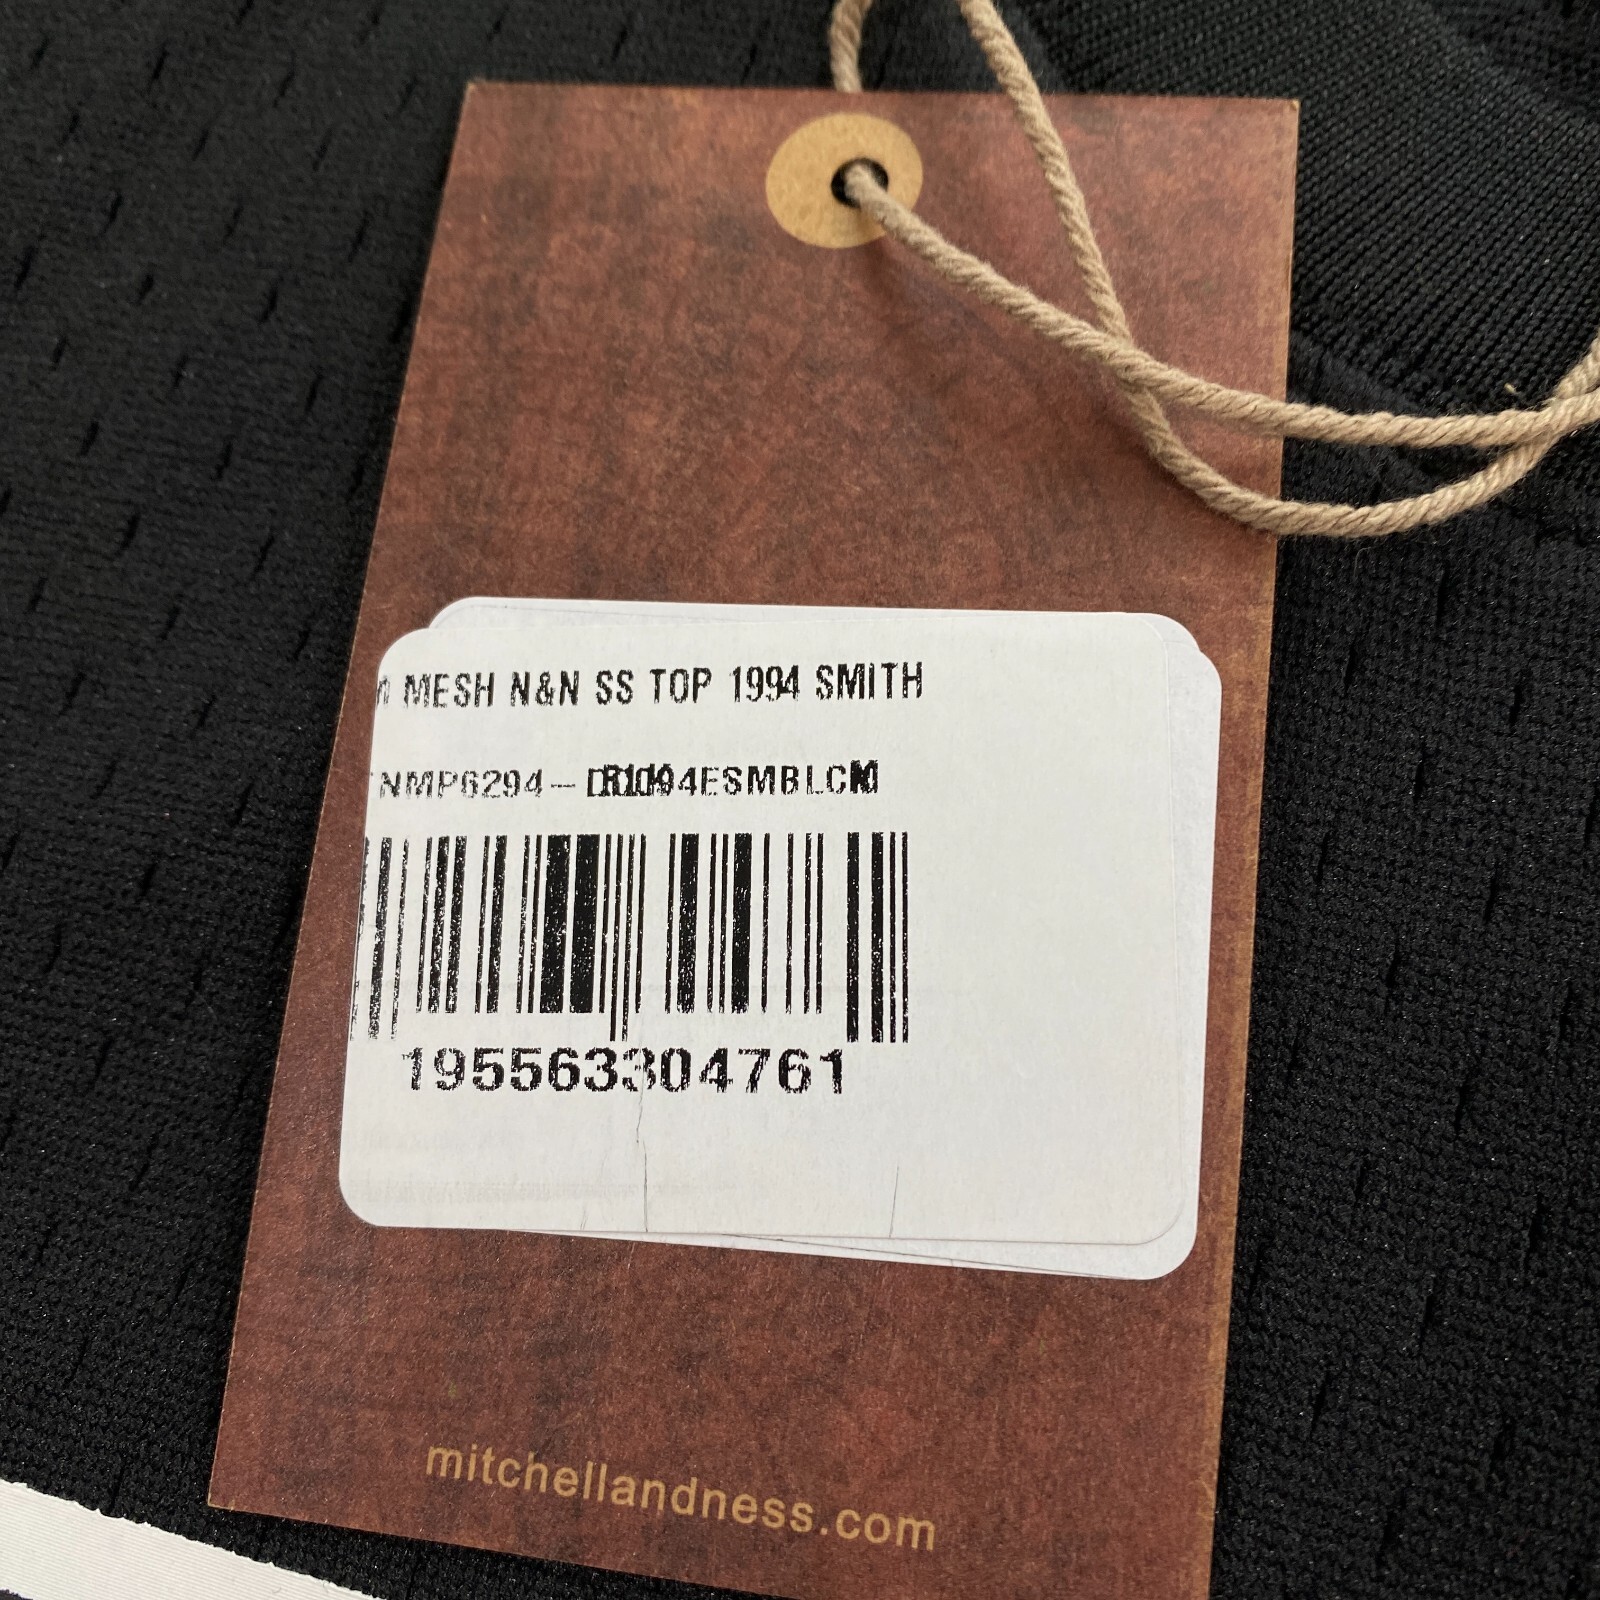 MESH N&N SS TOP 1994 SMITH
195563304761
mitchellandness.com